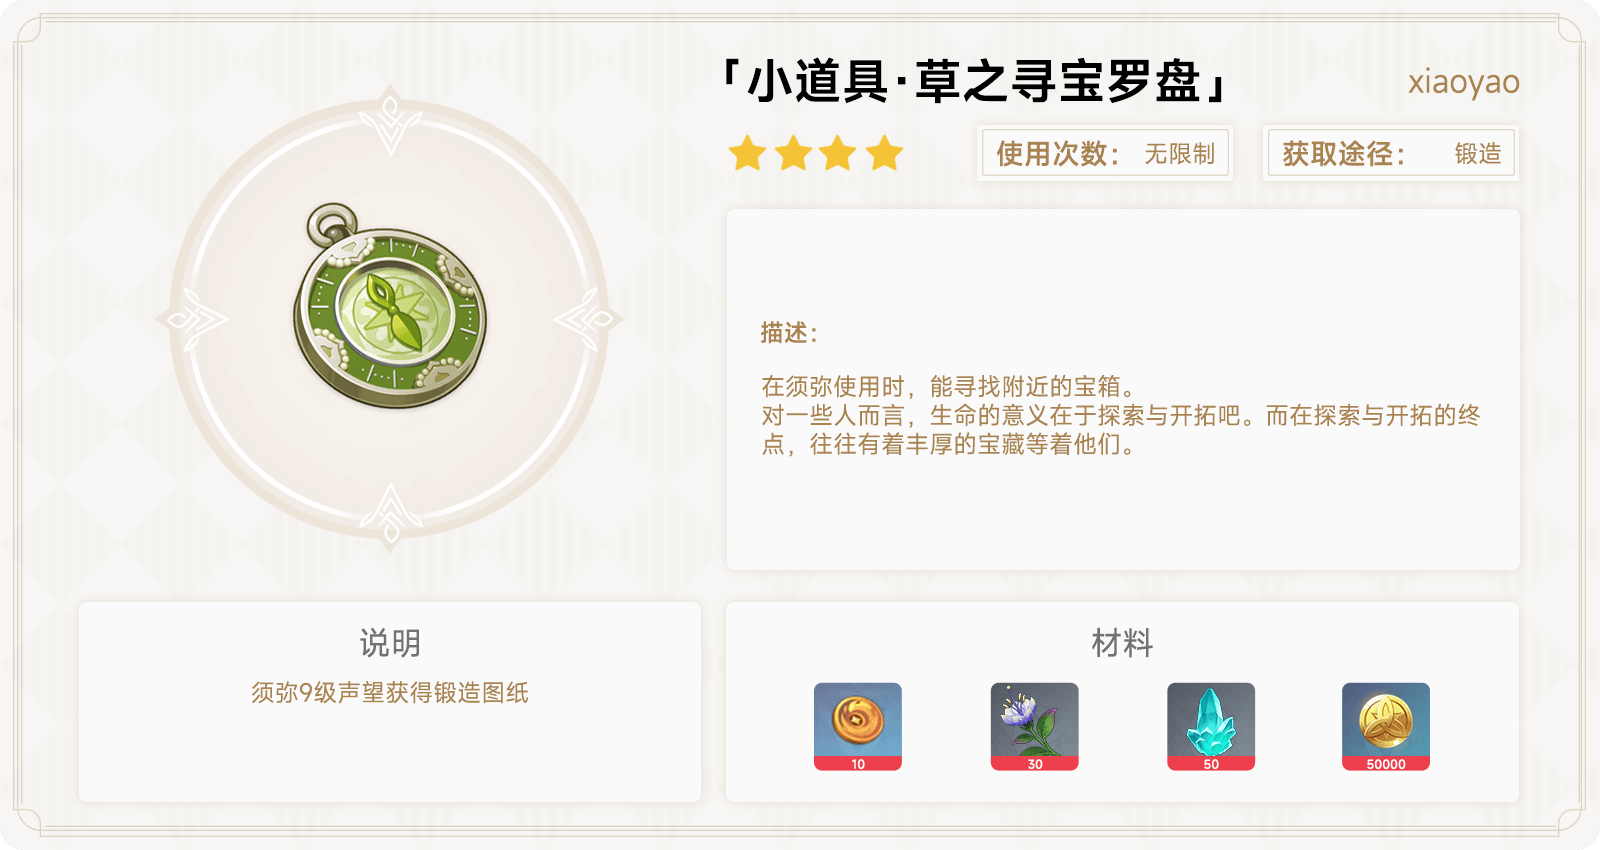 「小道具·草之寻宝罗盘」
xiaoyao
使用次数： 无限制
获取途径： 锻造
描述：
在须弥使用时，能寻找附近的宝箱。
对一些人而言，生命的意义在于探索与开拓吧。而在探索与开拓的终
点，往往有着丰厚的宝藏等着他们。
说明
须弥9级声望获得锻造图纸
材料
10
30
50
50000